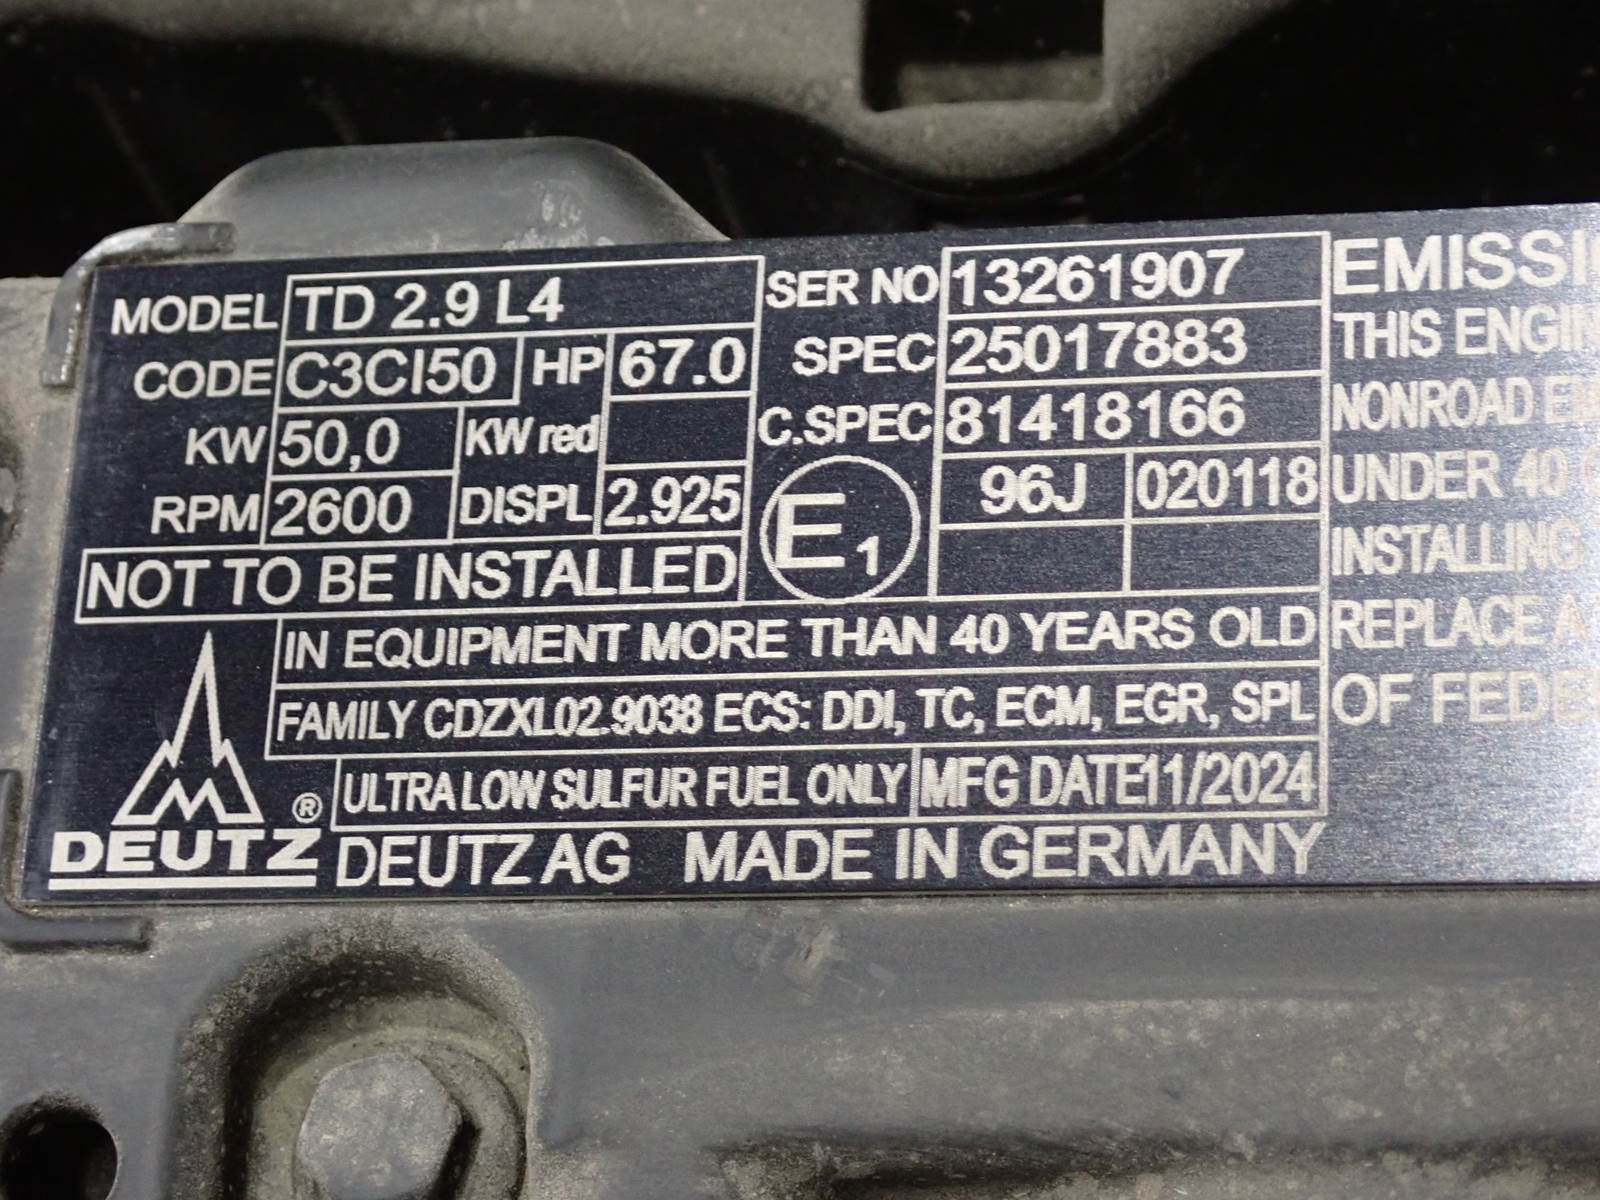 MODEL TD 2.9 L4 SER NO 13261907 EMISSI
CODE C3CI50 HP 67.0 SPEC 25017883 THIS ENGIN
KW 50,0 KW red C.SPEC 81418166 NONROAD
RPM 2600 DISPL 2.925 E1 96J 020118 UNDER 40
NOT TO BE INSTALLED INSTALLING
IN EQUIPMENT MORE THAN 40 YEARS OLD REPLACE
FAMILY CDZXL02.9038 ECS: DDI, TC, ECM, EGR, SPL OF FEDE
ULTRA LOW SULFUR FUEL ONLY MFG DATE11/2024
DEUTZ® DEUTZ AG MADE IN GERMANY